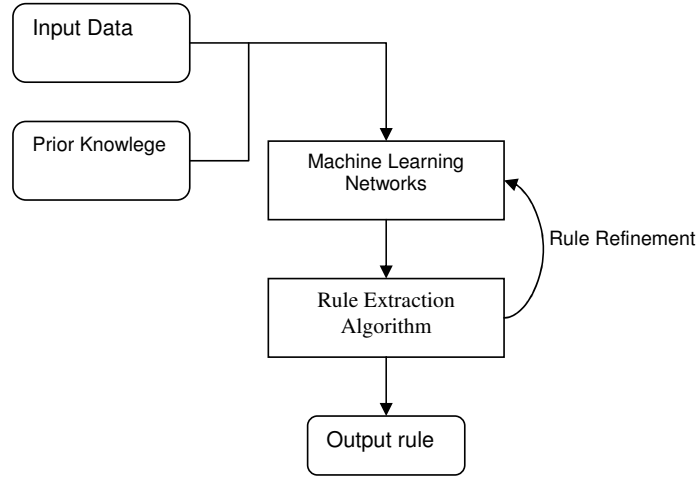 Input Data
Prior Knowlege
Machine Learning
Networks
Rule Refinement
Rule Extraction
Algorithm
Output rule